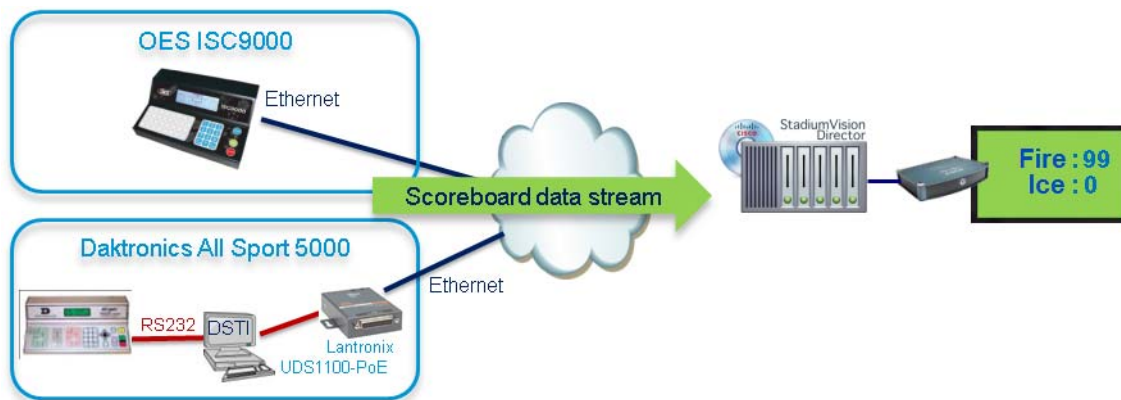 OES ISC9000
Ethernet
Scoreboard data stream
CISCO
StadiumVision
Director
Fire : 99
Ice : 0
Daktronics All Sport 5000
RS232
DSTI
Ethernet
Lantronix
UDS1100-PoE